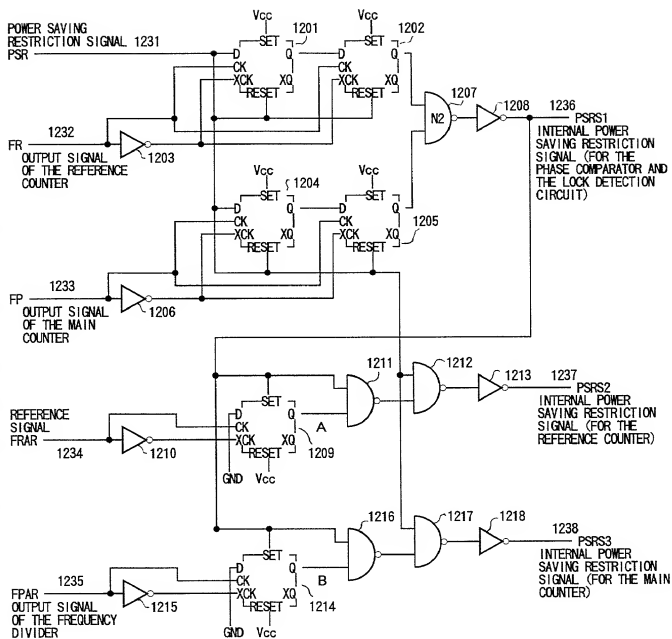 POWER SAVING
RESTRICTION SIGNAL 1231
PSR
Vcc
1201
SET
D
Q
CK
XCK
XQ
RESET
Vcc
1202
SET
D
Q
CK
XCK
XQ
RESET
1207
N2
1208
1236
PSRS1
INTERNAL POWER
SAVING RESTRICTION
SIGNAL (FOR THE
PHASE COMPARATOR AND
THE LOCK DETECTION
CIRCUIT)
1232
FR
1203
OUTPUT SIGNAL
OF THE REFERENCE
COUNTER
Vcc
1204
SET
D
Q
CK
XCK
XQ
RESET
Vcc
SET
D
Q
CK
XCK
XQ
1205
RESET
1233
FP
1206
OUTPUT SIGNAL
OF THE MAIN
COUNTER
1211
1212
1213
1237
PSRS2
INTERNAL POWER
SAVING RESTRICTION
SIGNAL (FOR THE
REFERENCE COUNTER)
REFERENCE
SIGNAL
FRAR
1234
1210
SET
D
Q
A
CK
XCK
XQ
1209
RESET
GND
Vcc
1216
1217
1218
1238
PSRS3
INTERNAL POWER
SAVING RESTRICTION
SIGNAL (FOR THE MAIN
COUNTER)
1235
FPAR
1215
OUTPUT SIGNAL
OF THE FREQUENCY
DIVIDER
SET
D
Q
B
CK
XCK
XQ
1214
RESET
GND
Vcc